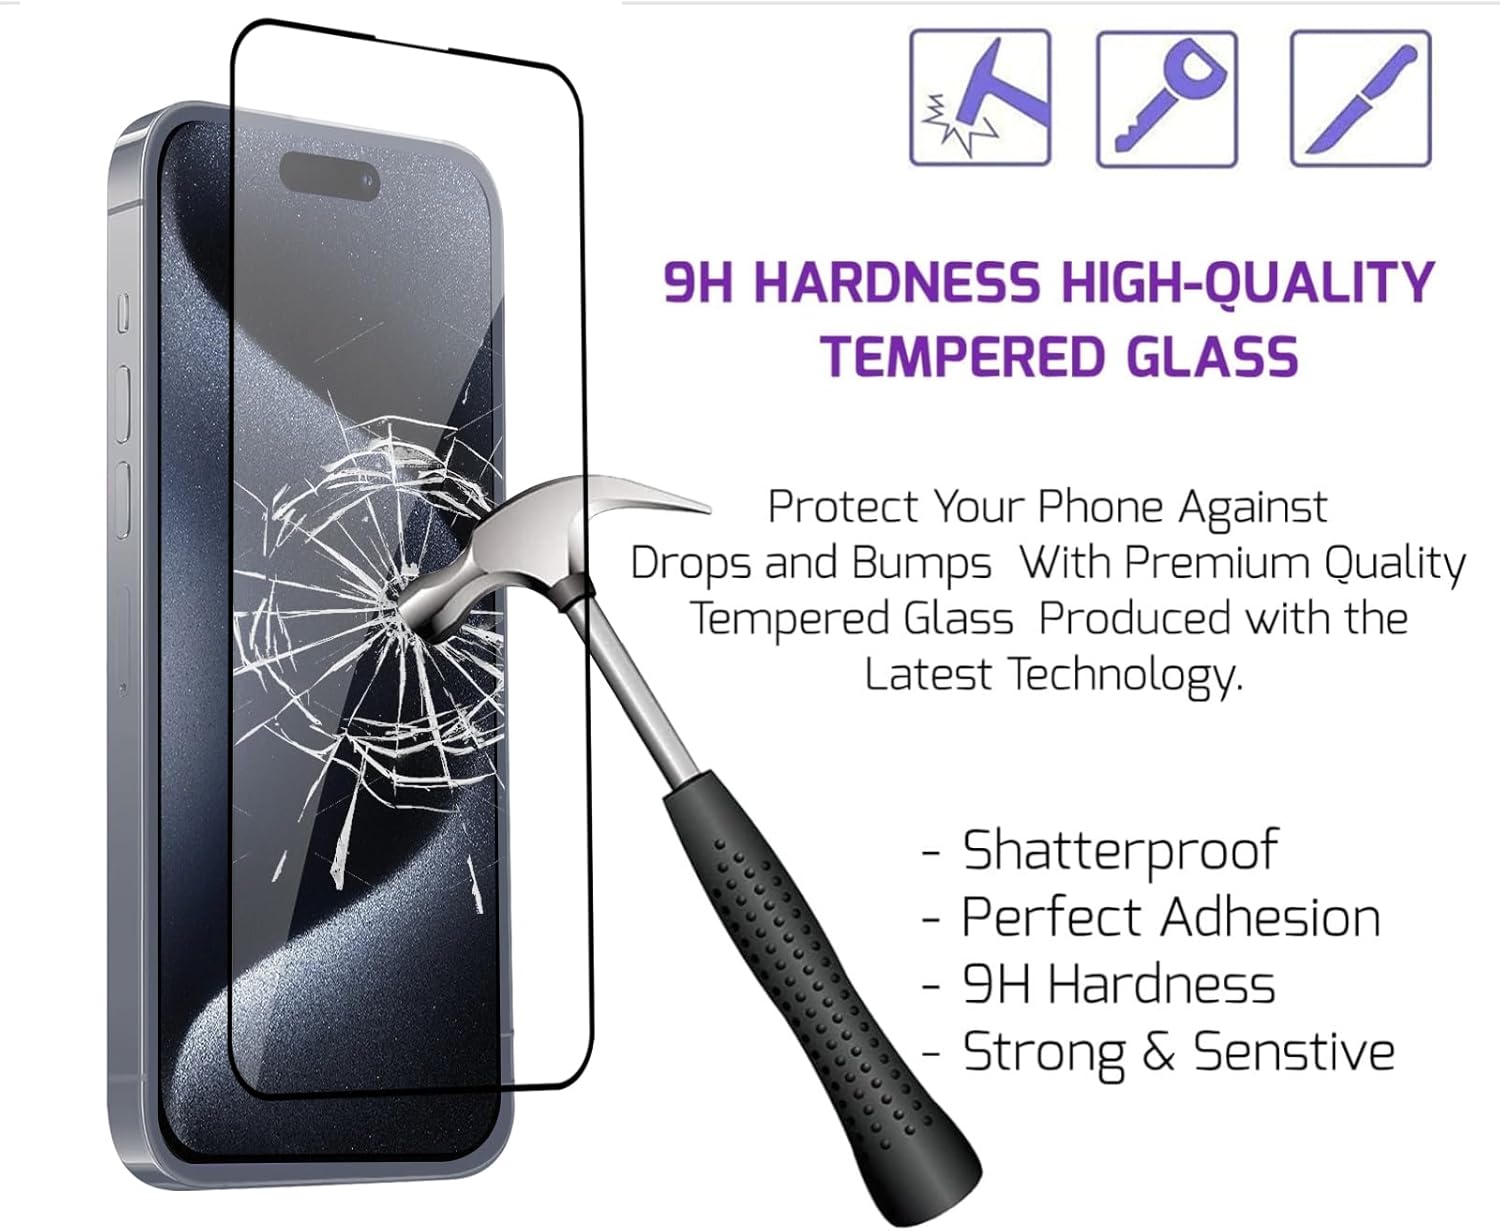 9H HARDNESS HIGH-QUALITY
TEMPERED GLASS
Protect Your Phone Against
Drops and Bumps With Premium Quality
Tempered Glass Produced with the
Latest Technology.
- Shatterproof
- Perfect Adhesion
- 9H Hardness
- Strong & Senstive